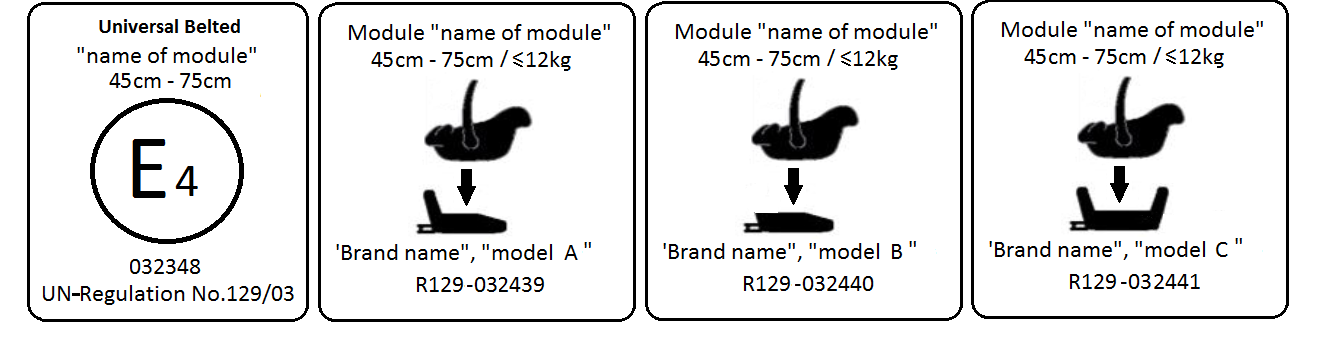 Universal Belted
"name of module"
45cm - 75cm
E4
032348
UN-Regulation No.129/03
Module "name of module"
45cm - 75cm / ⩽12kg
'Brand name", "model A "
R129-032439
Module "name of module"
45cm - 75cm / ⩽12kg
'Brand name", "model B "
R129-032440
Module "name of module"
45cm - 75cm / ⩽12kg
'Brand name", "model C "
R129-032441